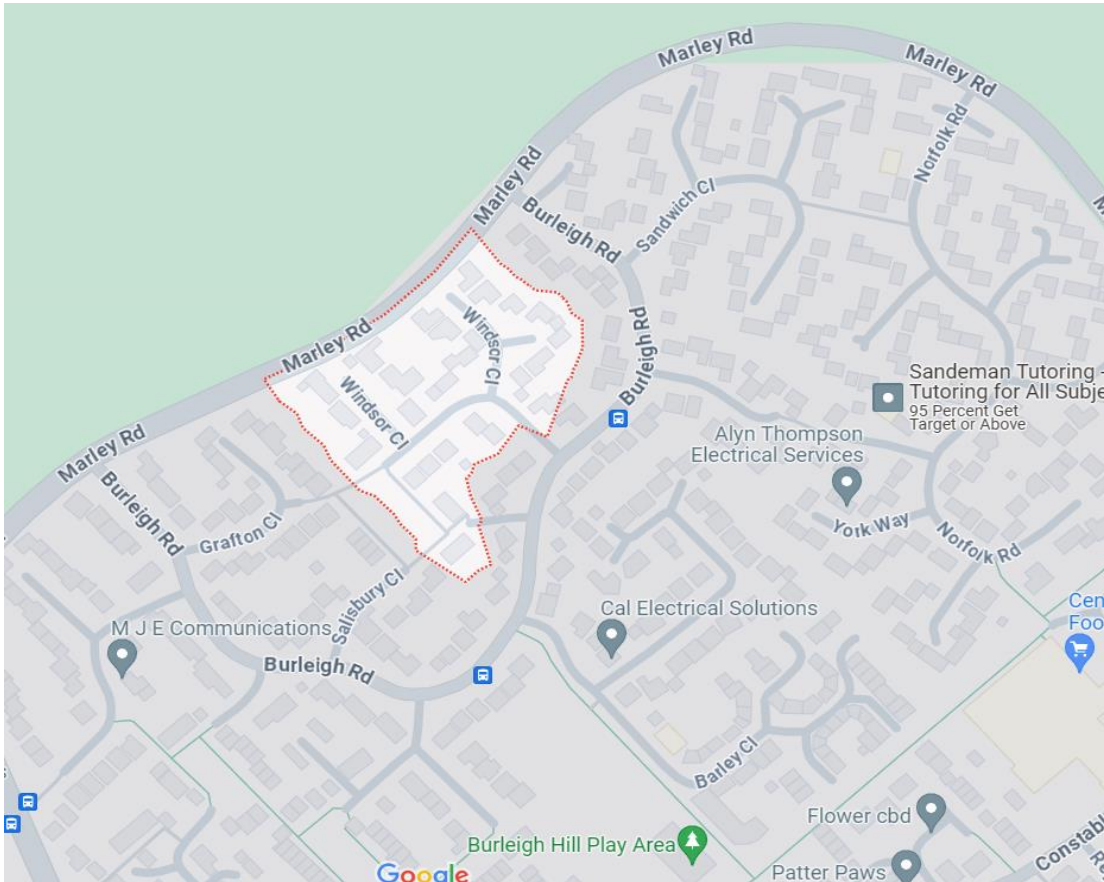 Marley Rd
Marley Rd
Norfolk Rd
Marley Rd
Burleigh Rd
Sandwich Cl
Windsor Cl
Marley Rd
Burleigh Rd
Windsor Cl
Sandeman Tutoring -
Tutoring for All Subje
95 Percent Get
Target or Above
Marley Rd
Alyn Thompson
Electrical Services
Burleigh Rd
Grafton Cl
York Way
Norfolk Rd
Salisbury Cl
Cal Electrical Solutions
Cen
Foo
M J E Communications
Burleigh Rd
Barley Cl
Flower cbd
Burleigh Hill Play Area
Constabl
Patter Paws
Google